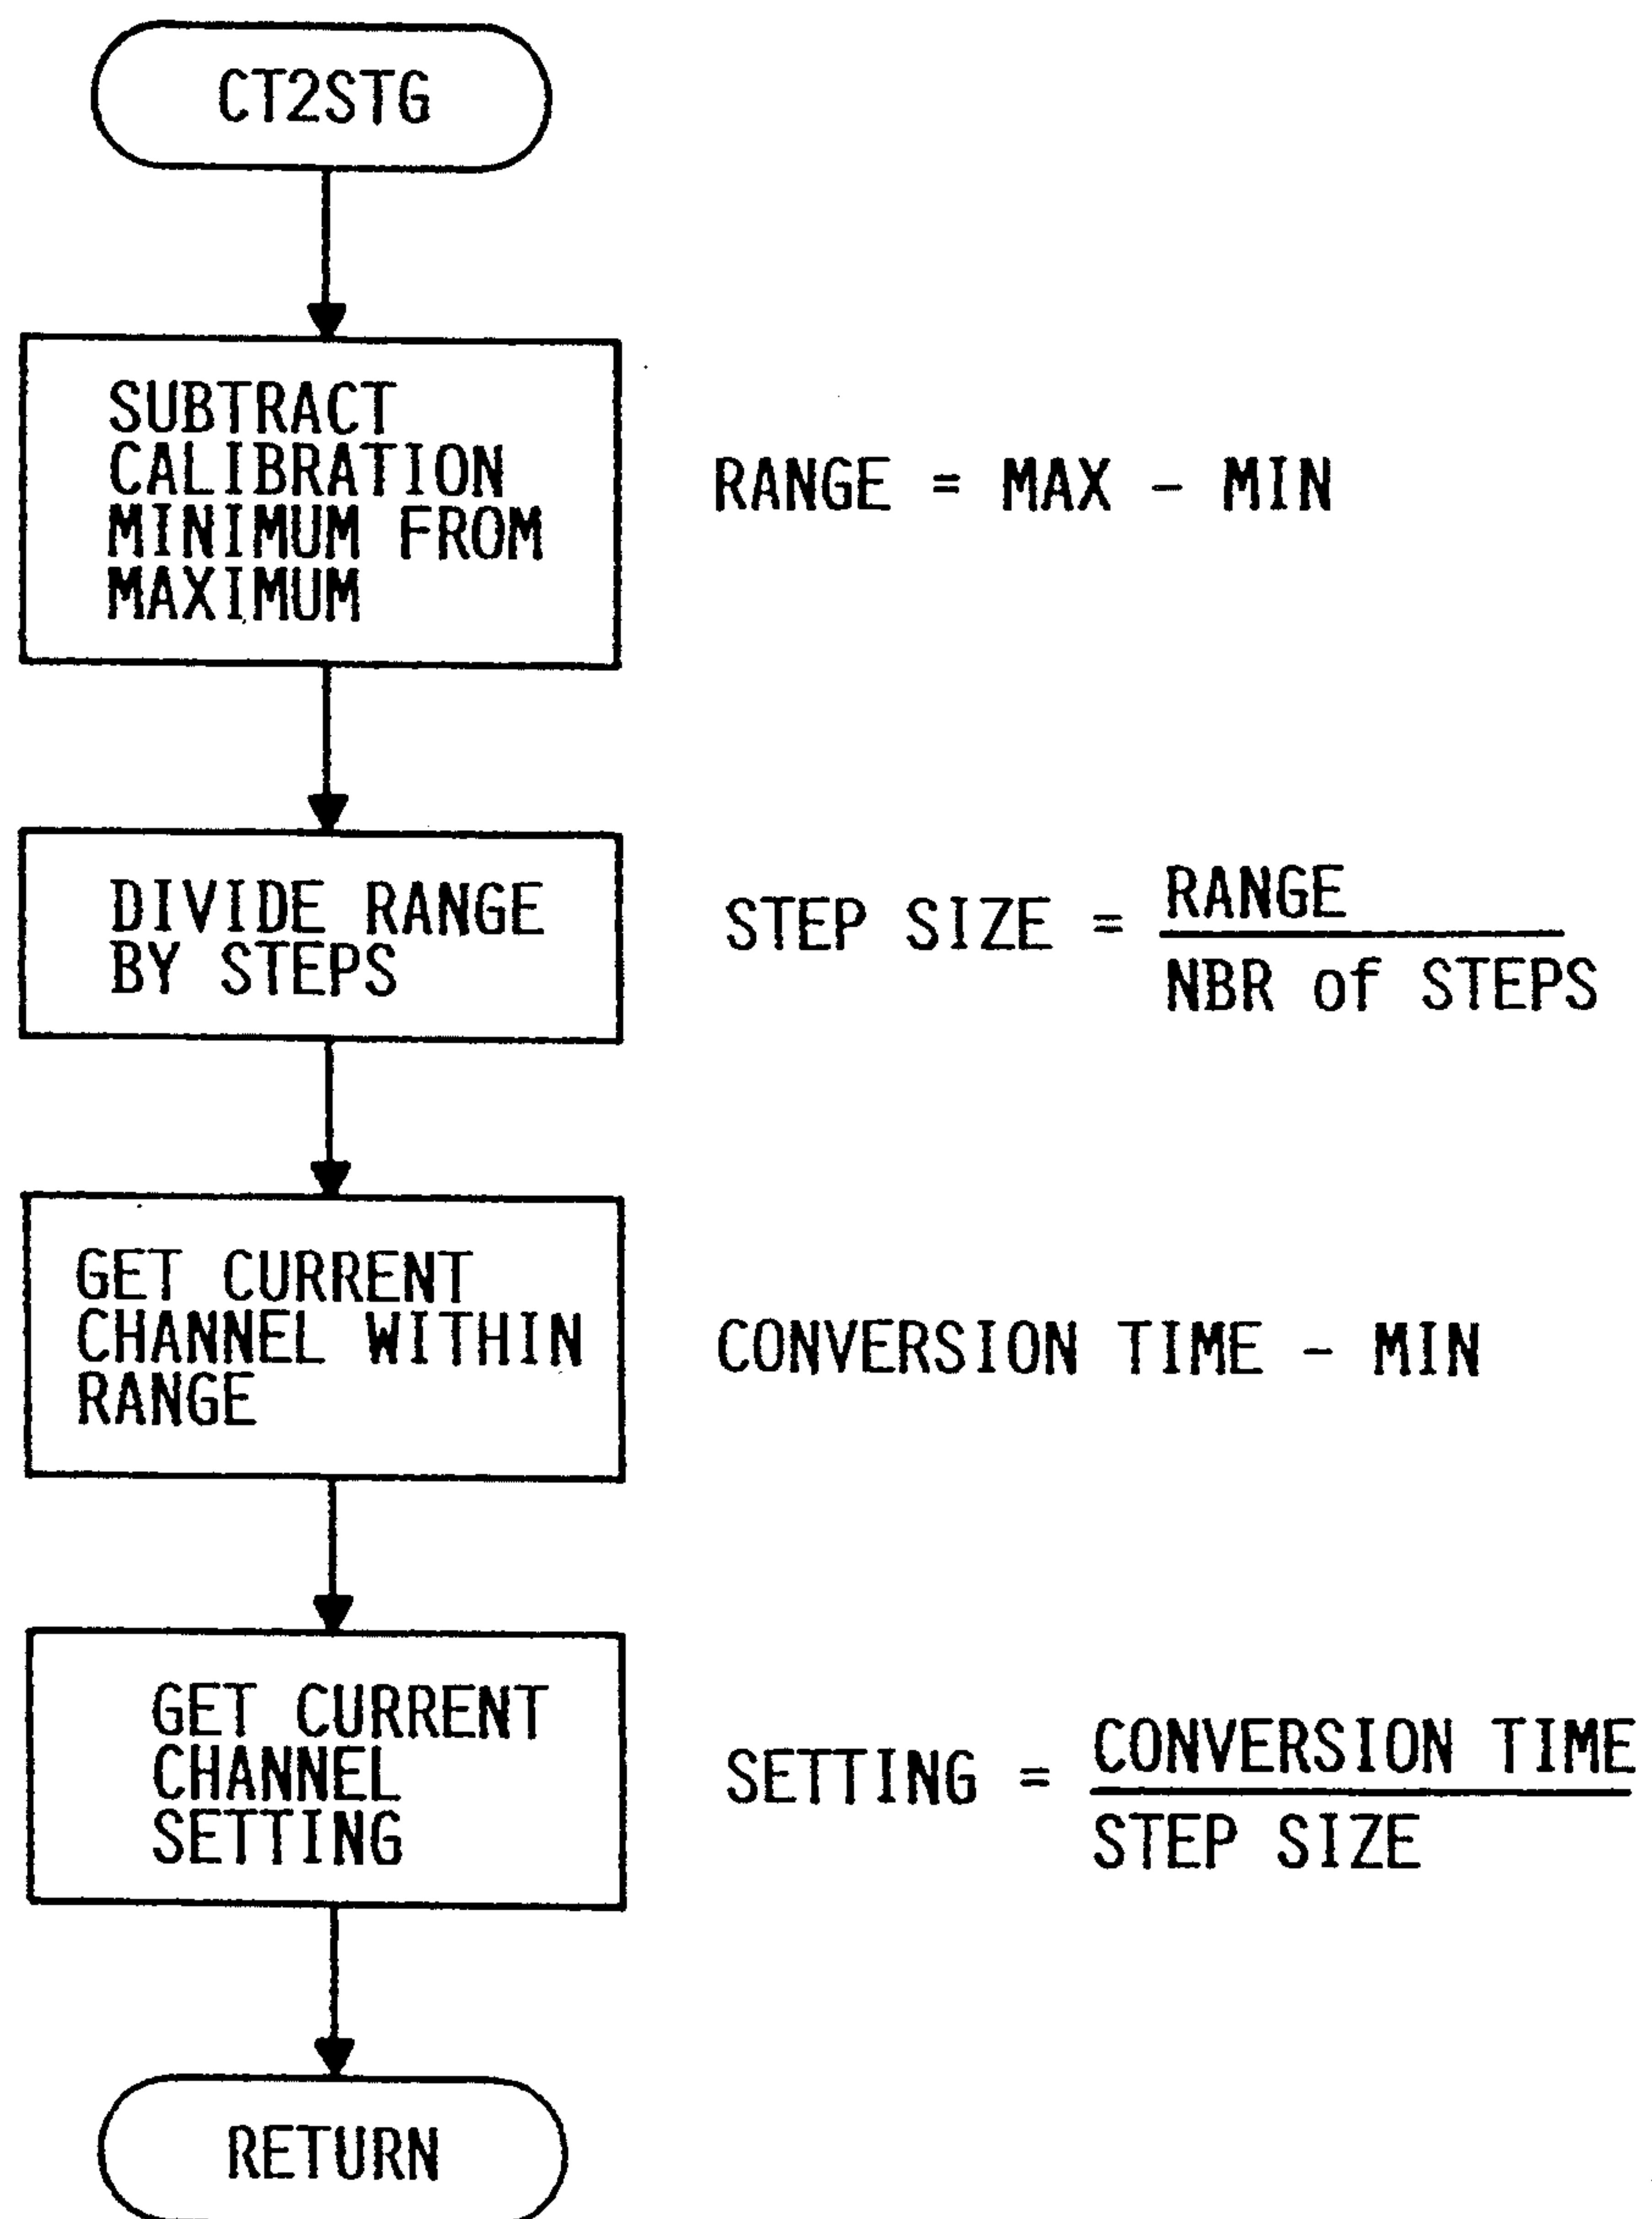 CT2STG
SUBTRACT
CALIBRATION
MINIMUM FROM
MAXIMUM
RANGE = MAX - MIN
DIVIDE RANGE
BY STEPS
STEP SIZE = RANGE
NBR of STEPS
GET CURRENT
CHANNEL WITHIN
RANGE
CONVERSION TIME - MIN
GET CURRENT
CHANNEL
SETTING
SETTING = CONVERSION TIME
STEP SIZE
RETURN